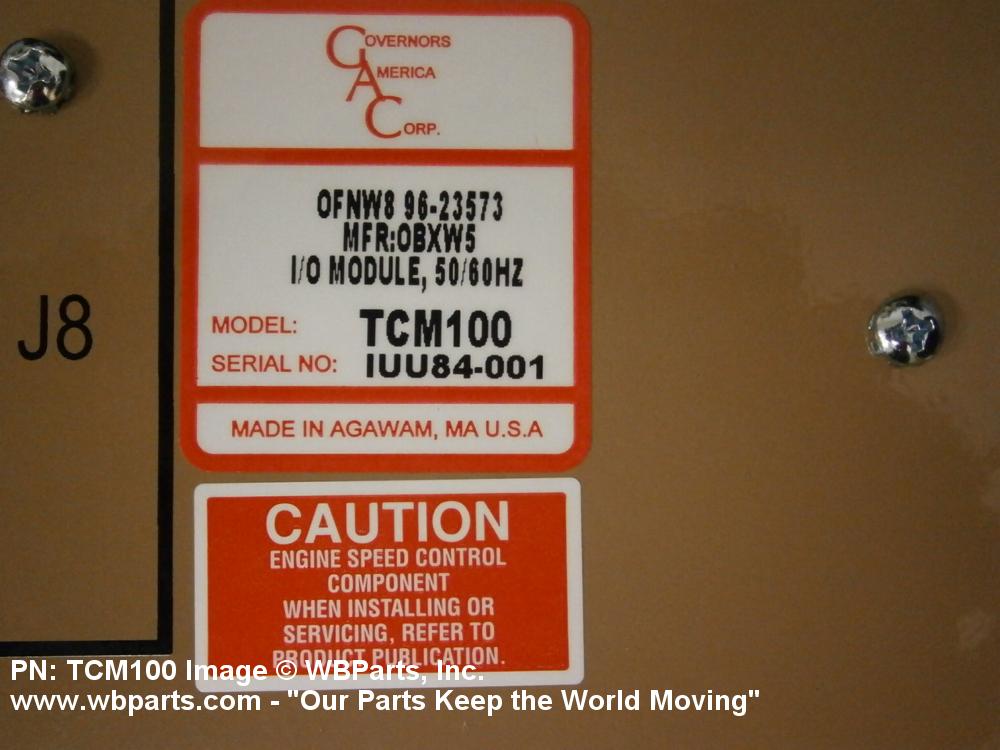 GOVERNORS
AMERICA
CORP.
OFNW8 96-23573
MFR:OBXW5
I/O MODULE, 50/60HZ
MODEL: TCM100
SERIAL NO: IUU84-001
J8
MADE IN AGAWAM, MA U.S.A
CAUTION
ENGINE SPEED CONTROL
COMPONENT
WHEN INSTALLING OR
SERVICING, REFER TO
PRODUCT PUBLICATION.
PN: TCM100 Image © WBParts, Inc.
www.wbparts.com - "Our Parts Keep the World Moving"